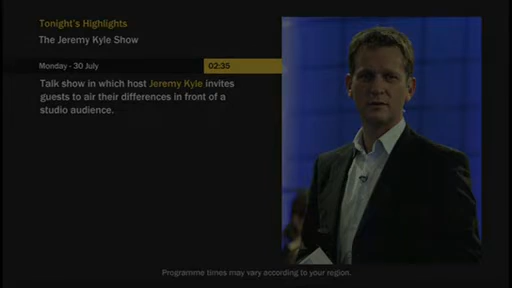 Tonight's Highlights
The Jeremy Kyle Show
Monday - 30 July 02:35
Talk show in which host Jeremy Kyle invites
guests to air their differences in front of a
studio audience.
Programme times may vary according to your region.